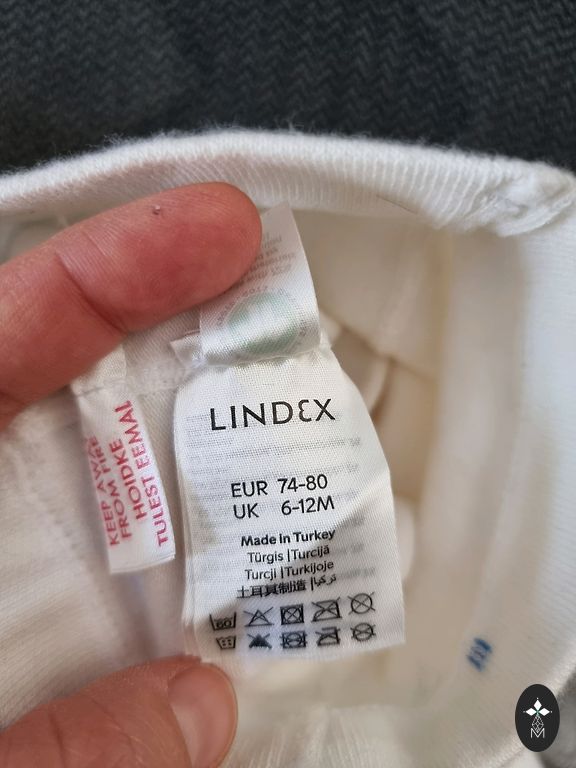 LINDEX
EUR 74-80
UK 6-12M
Made in Turkey
Türgis |Turcijā
Turcji |Turkijoje
土耳其制造 | تركيا
60
KEEP AWAY
FROM FIRE
HOIDKE
TULEST EEMAL
M